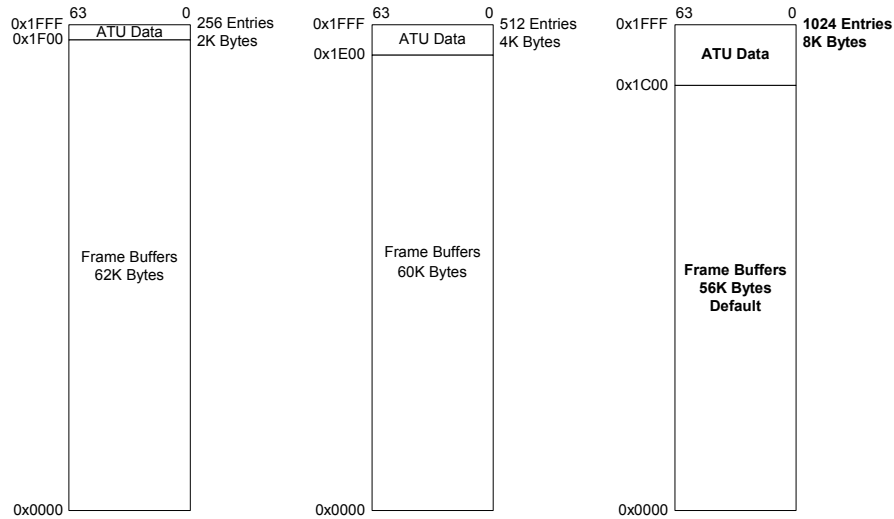 63 0
0x1FFF
0x1F00
ATU Data
256 Entries
2K Bytes
Frame Buffers
62K Bytes
0x0000
63 0
0x1FFF
0x1E00
ATU Data
512 Entries
4K Bytes
Frame Buffers
60K Bytes
0x0000
63 0
0x1FFF
0x1C00
ATU Data
1024 Entries
8K Bytes
Frame Buffers
56K Bytes
Default
0x0000